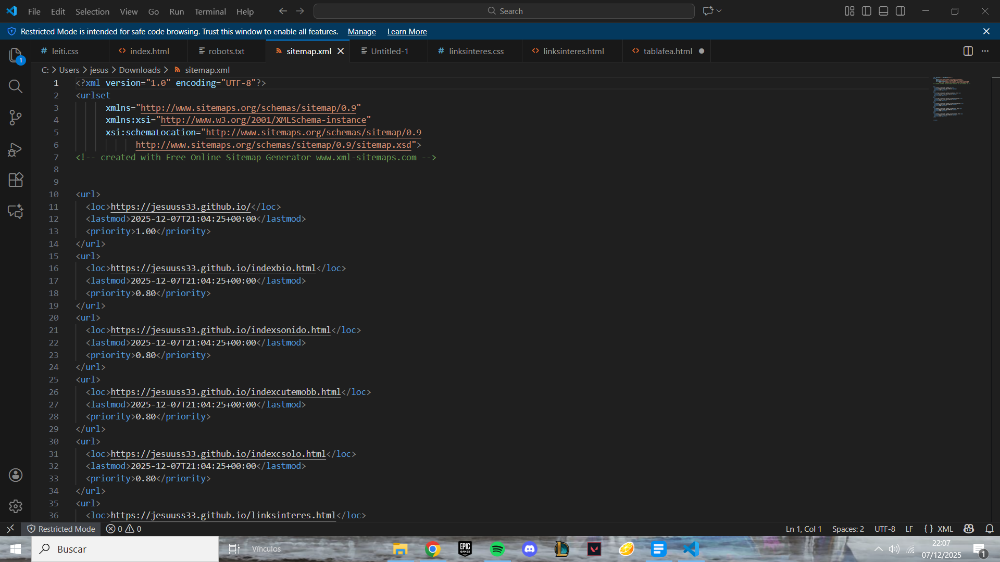 File Edit Selection View Go Run Terminal Help Search
Restricted Mode is intended for safe code browsing. Trust this window to enable all features. Manage Learn More
# leiti.css <> index.html robots.txt sitemap.xml Untitled-1 # linksinteres.css <> linksinteres.html <> tablafea.html
1
C: > Users > jesus > Downloads > sitemap.xml
1 <?xml version="1.0" encoding="UTF-8"?>
2 <urlset
3 xmlns="http://www.sitemaps.org/schemas/sitemap/0.9"
4 xmlns:xsi="http://www.w3.org/2001/XMLSchema-instance"
5 xsi:schemaLocation="http://www.sitemaps.org/schemas/sitemap/0.9
6 http://www.sitemaps.org/schemas/sitemap/0.9/sitemap.xsd">
7 <!-- created with Free Online Sitemap Generator www.xml-sitemaps.com -->
8
9
10 <url>
11 <loc>https://jesuuss33.github.io/</loc>
12 <lastmod>2025-12-07T21:04:25+00:00</lastmod>
13 <priority>1.00</priority>
14 </url>
15 <url>
16 <loc>https://jesuuss33.github.io/indexbio.html</loc>
17 <lastmod>2025-12-07T21:04:25+00:00</lastmod>
18 <priority>0.80</priority>
19 </url>
20 <url>
21 <loc>https://jesuuss33.github.io/indexsonido.html</loc>
22 <lastmod>2025-12-07T21:04:25+00:00</lastmod>
23 <priority>0.80</priority>
24 </url>
25 <url>
26 <loc>https://jesuuss33.github.io/indexcutemobb.html</loc>
27 <lastmod>2025-12-07T21:04:25+00:00</lastmod>
28 <priority>0.80</priority>
29 </url>
30 <url>
31 <loc>https://jesuuss33.github.io/indexcsolo.html</loc>
32 <lastmod>2025-12-07T21:04:25+00:00</lastmod>
33 <priority>0.80</priority>
34 </url>
35 <url>
36 <loc>https://jesuuss33.github.io/linksinteres.html</loc>
Restricted Mode 0 0 Ln 1, Col 1 Spaces: 2 UTF-8 LF { } XML
Buscar Vínculos EPIC GAMES 22:07
07/12/2025 1